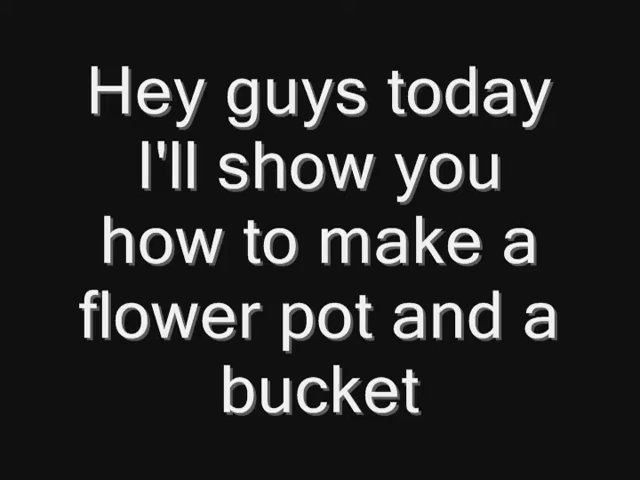 Hey guys today
I'll show you
how to make a
flower pot and a
bucket